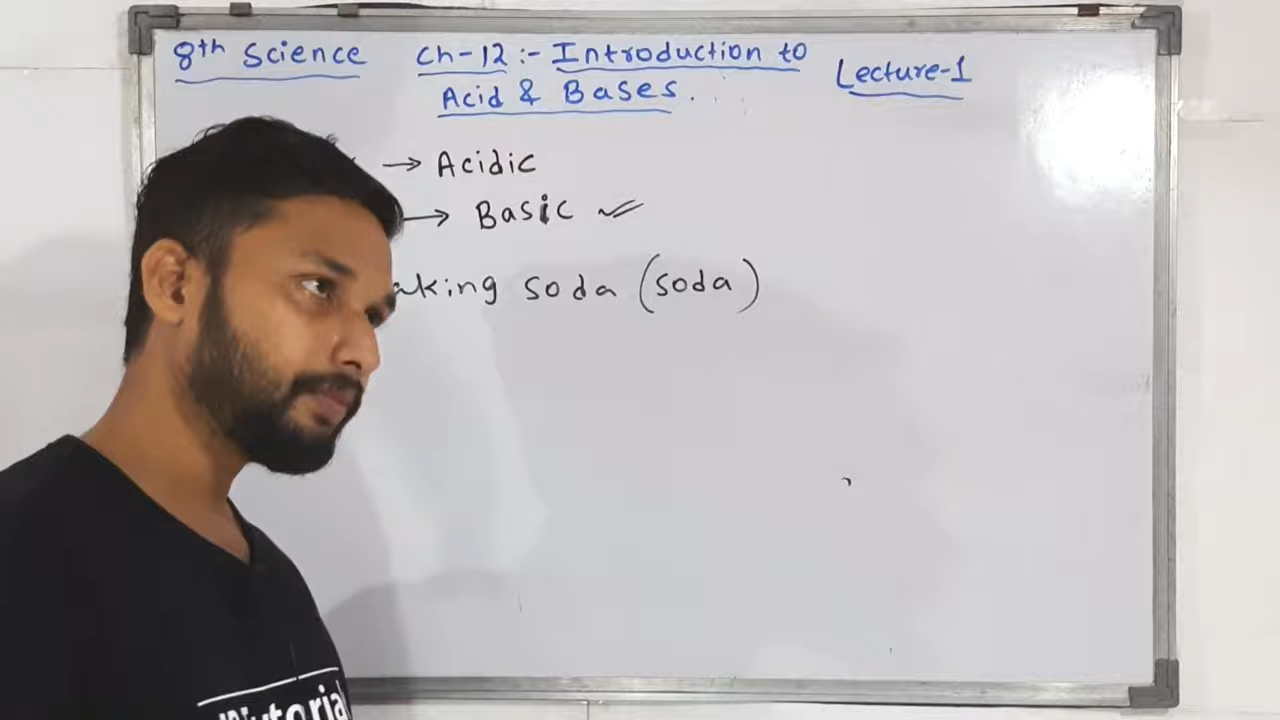 8th Science Ch-12 :- Introduction to Lecture-1
Acid & Bases.
→ Acidic
→ Basic
aking soda (soda)